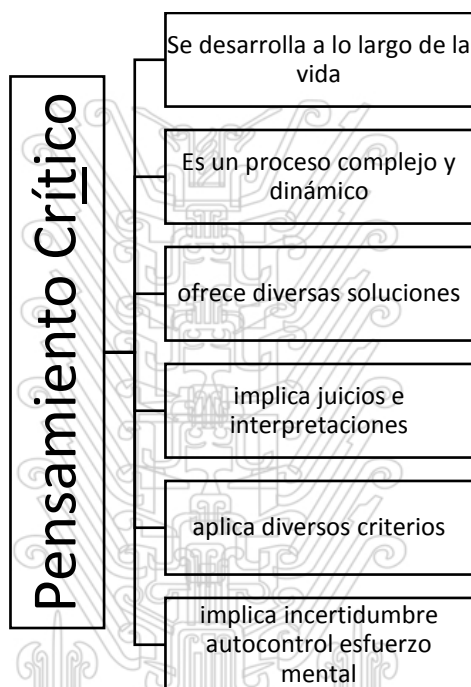 Pensamiento Crítico
Se desarrolla a lo largo de la
vida
Es un proceso complejo y
dinámico
ofrece diversas soluciones
implica juicios e
interpretaciones
aplica diversos criterios
implica incertidumbre
autocontrol esfuerzo
mental